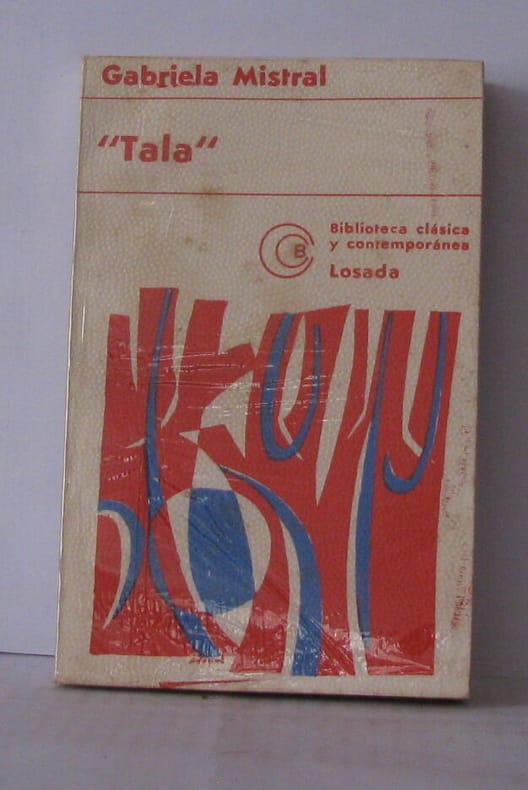 Gabriela Mistral
“Tala“
B
Biblioteca clásica
y contemporánea
Losada